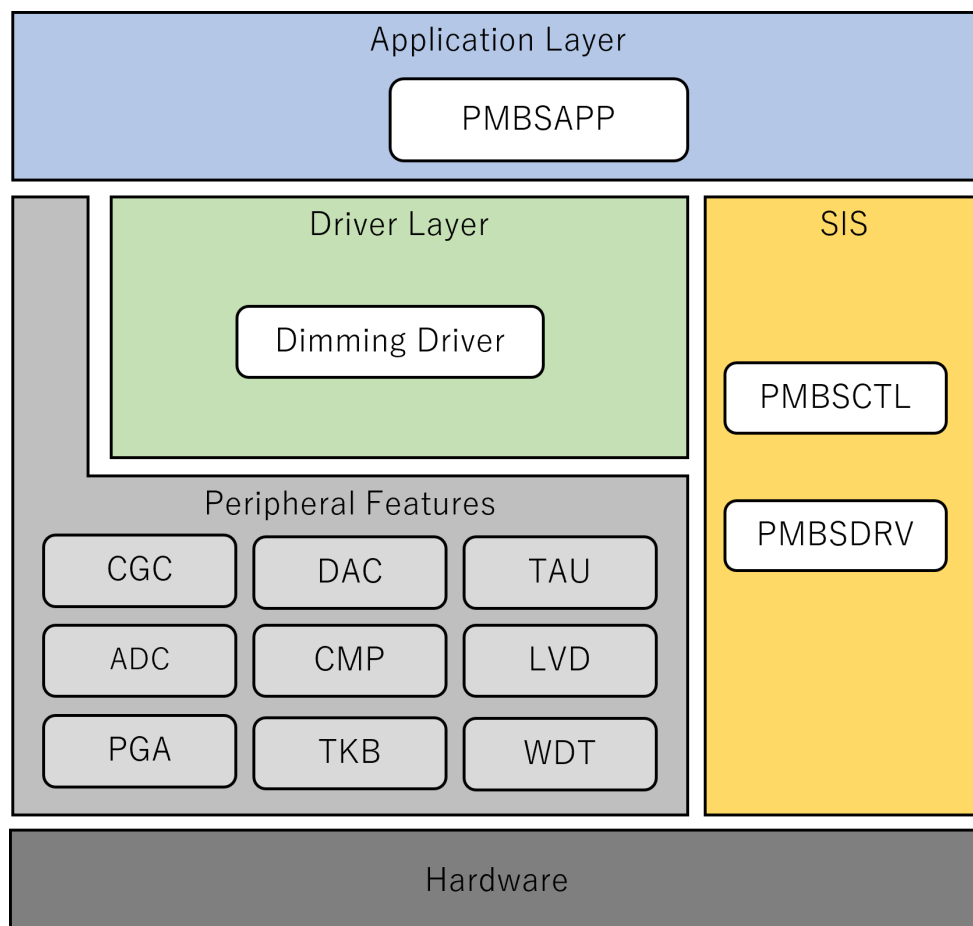 Application Layer
PMBSAPP
Driver Layer
Dimming Driver
SIS
PMBSCTL
PMBSDRV
Peripheral Features
CGC
DAC
TAU
ADC
CMP
LVD
PGA
TKB
WDT
Hardware